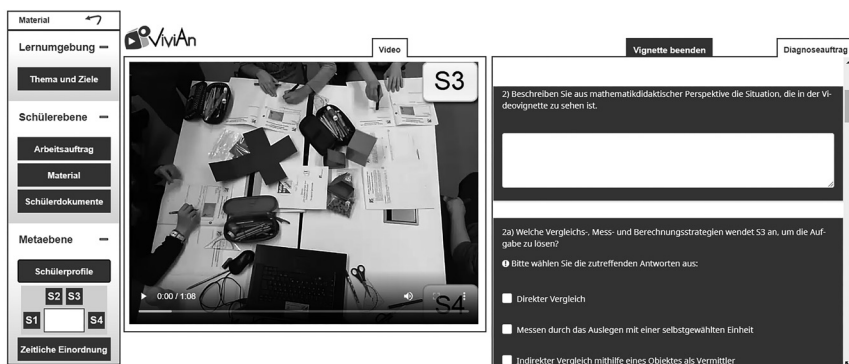 Material
Lernumgebung –
Thema und Ziele
Schülerebene –
Arbeitsauftrag
Material
Schülerdokumente
Metaebene –
Schülerprofile
S2 S3
S1 S4
Zeitliche Einordnung
ViviAn
Video
S3
0:00 / 1:08
S4
Vignette beenden
Diagnoseauftrag
2) Beschreiben Sie aus mathematikdidaktischer Perspektive die Situation, die in der Vi-
deovignette zu sehen ist.
2a) Welche Vergleichs-, Mess- und Berechnungsstrategien wendet S3 an, um die Auf-
gabe zu lösen?
Bitte wählen Sie die zutreffenden Antworten aus:
Direkter Vergleich
Messen durch das Auslegen mit einer selbstgewählten Einheit
Indirekter Vergleich mithilfe eines Objektes als Vermittler